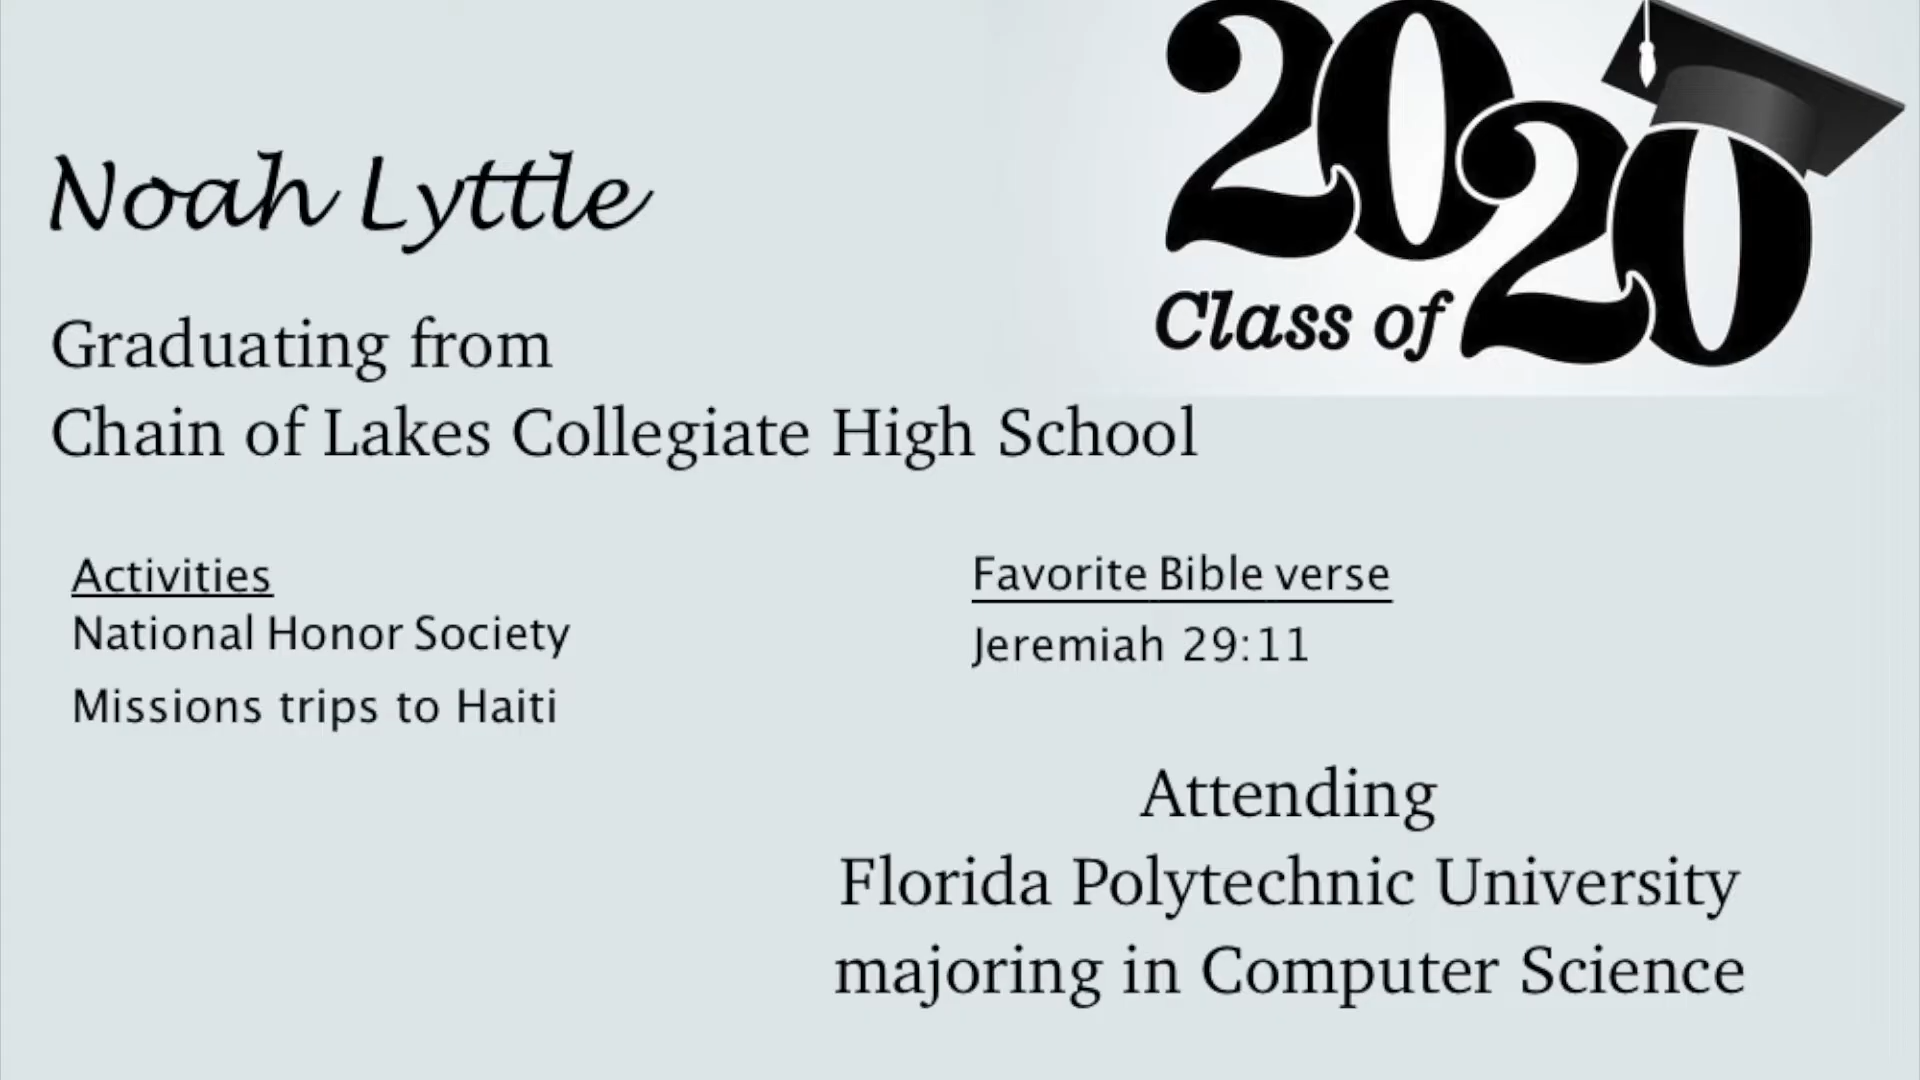 2020
Class of
Noah Lyttle
Graduating from
Chain of Lakes Collegiate High School
Activities
National Honor Society
Missions trips to Haiti
Favorite Bible verse
Jeremiah 29:11
Attending
Florida Polytechnic University
majoring in Computer Science